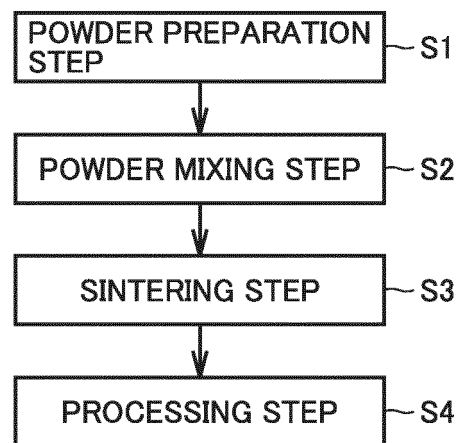 POWDER PREPARATION
STEP
S1
POWDER MIXING STEP
S2
SINTERING STEP
S3
PROCESSING STEP
S4